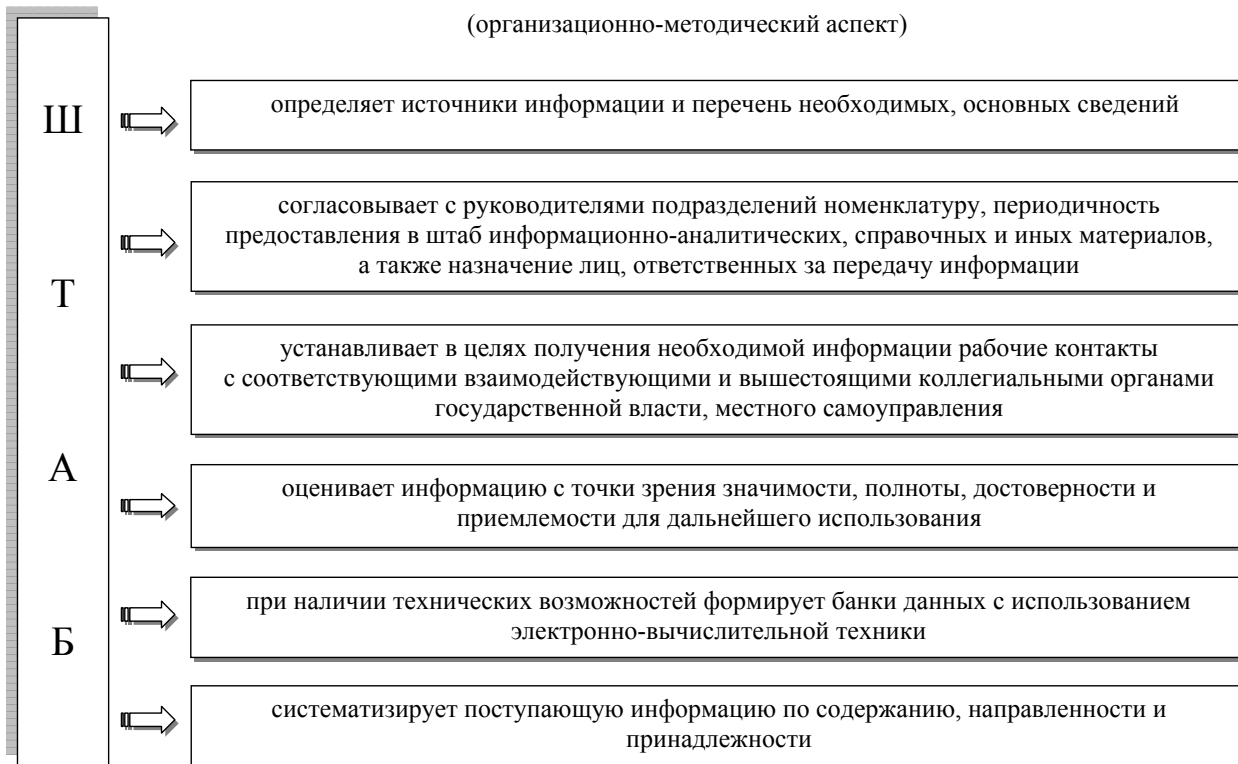 (организационно-методический аспект)
Ш
Т
А
Б
определяет источники информации и перечень необходимых, основных сведений
согласовывает с руководителями подразделений номенклатуру, периодичность
предоставления в штаб информационно-аналитических, справочных и иных материалов,
а также назначение лиц, ответственных за передачу информации
устанавливает в целях получения необходимой информации рабочие контакты
с соответствующими взаимодействующими и вышестоящими коллегиальными органами
государственной власти, местного самоуправления
оценивает информацию с точки зрения значимости, полноты, достоверности и
приемлемости для дальнейшего использования
при наличии технических возможностей формирует банки данных с использованием
электронно-вычислительной техники
систематизирует поступающую информацию по содержанию, направленности и
принадлежности